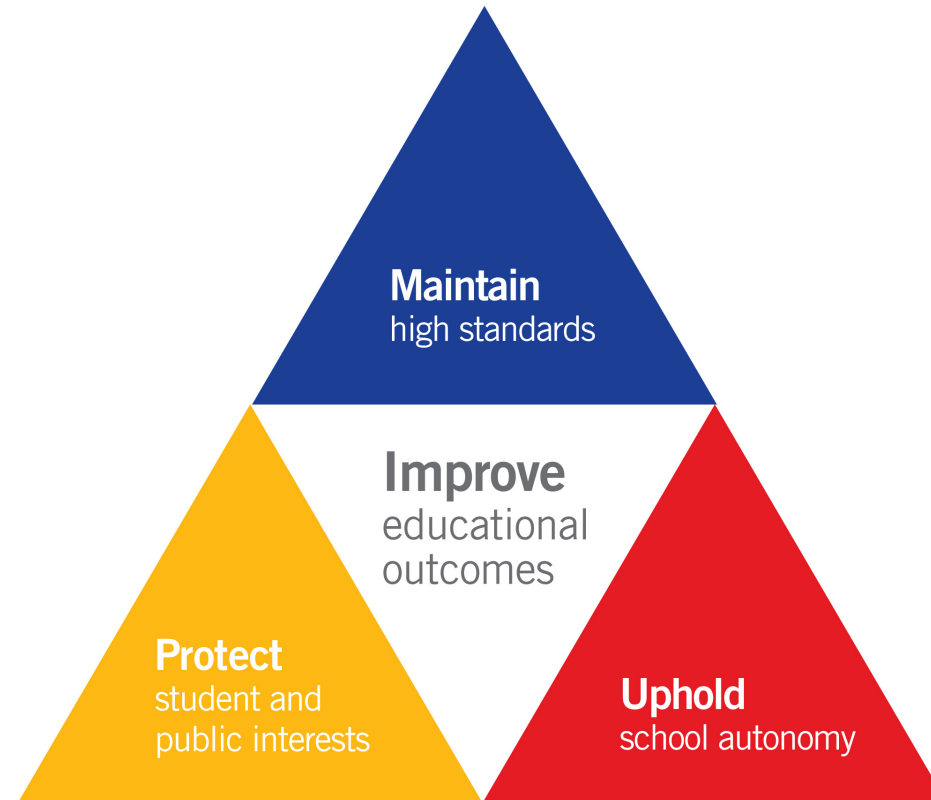 Maintain
high standards
Improve
educational
outcomes
Protect
student and
public interests
Uphold
school autonomy